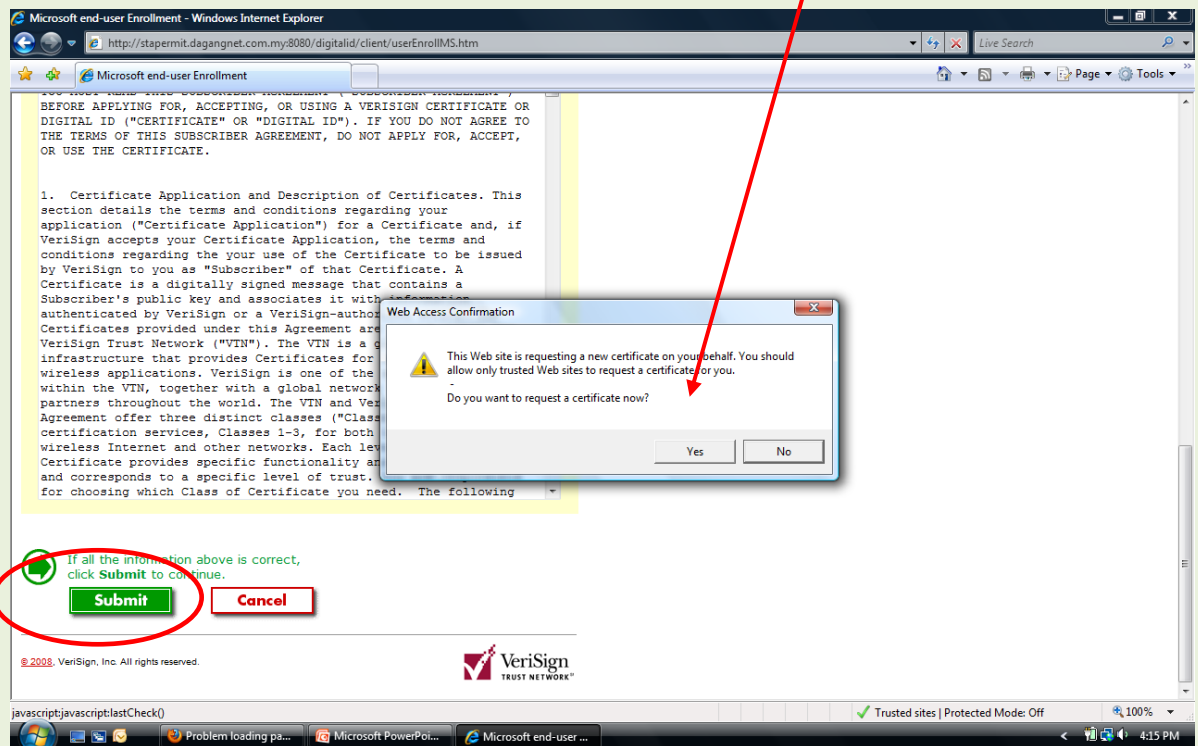 Microsoft end-user Enrollment - Windows Internet Explorer
http://stapermit.dagangnet.com.my:8080/digitalid/client/userEnrollMS.htm
Live Search
Microsoft end-user Enrollment
Page
Tools
YOU MUST READ THIS SUBSCRIBER AGREEMENT ("SUBSCRIBER AGREEMENT")
BEFORE APPLYING FOR, ACCEPTING, OR USING A VERISIGN CERTIFICATE OR
DIGITAL ID ("CERTIFICATE" OR "DIGITAL ID"). IF YOU DO NOT AGREE TO
THE TERMS OF THIS SUBSCRIBER AGREEMENT, DO NOT APPLY FOR, ACCEPT,
OR USE THE CERTIFICATE.
1. Certificate Application and Description of Certificates. This
section details the terms and conditions regarding your
application ("Certificate Application") for a Certificate and, if
VeriSign accepts your Certificate Application, the terms and
conditions regarding the your use of the Certificate to be issued
by VeriSign to you as "Subscriber" of that Certificate. A
Certificate is a digitally signed message that contains a
Subscriber's public key and associates it with information
authenticated by VeriSign or a VeriSign-author
Certificates provided under this Agreement are
VeriSign Trust Network ("VTN"). The VTN is a g
infrastructure that provides Certificates for
wireless applications. VeriSign is one of the
within the VTN, together with a global network
partners throughout the world. The VTN and Ver
Agreement offer three distinct classes ("Class
certification services, Classes 1-3, for both
wireless Internet and other networks. Each lev
Certificate provides specific functionality an
and corresponds to a specific level of trust.
for choosing which Class of Certificate you need. The following
Web Access Confirmation
This Web site is requesting a new certificate on your behalf. You should
allow only trusted Web sites to request a certificate for you.
-
Do you want to request a certificate now?
Yes
No
If all the information above is correct,
click Submit to continue.
Submit
Cancel
© 2008, VeriSign, Inc. All rights reserved.
VeriSign
TRUST NETWORK
javascript:javascript:lastCheck()
Trusted sites | Protected Mode: Off
100%
Problem loading pa...
Microsoft PowerPoi...
Microsoft end-user ...
4:15 PM